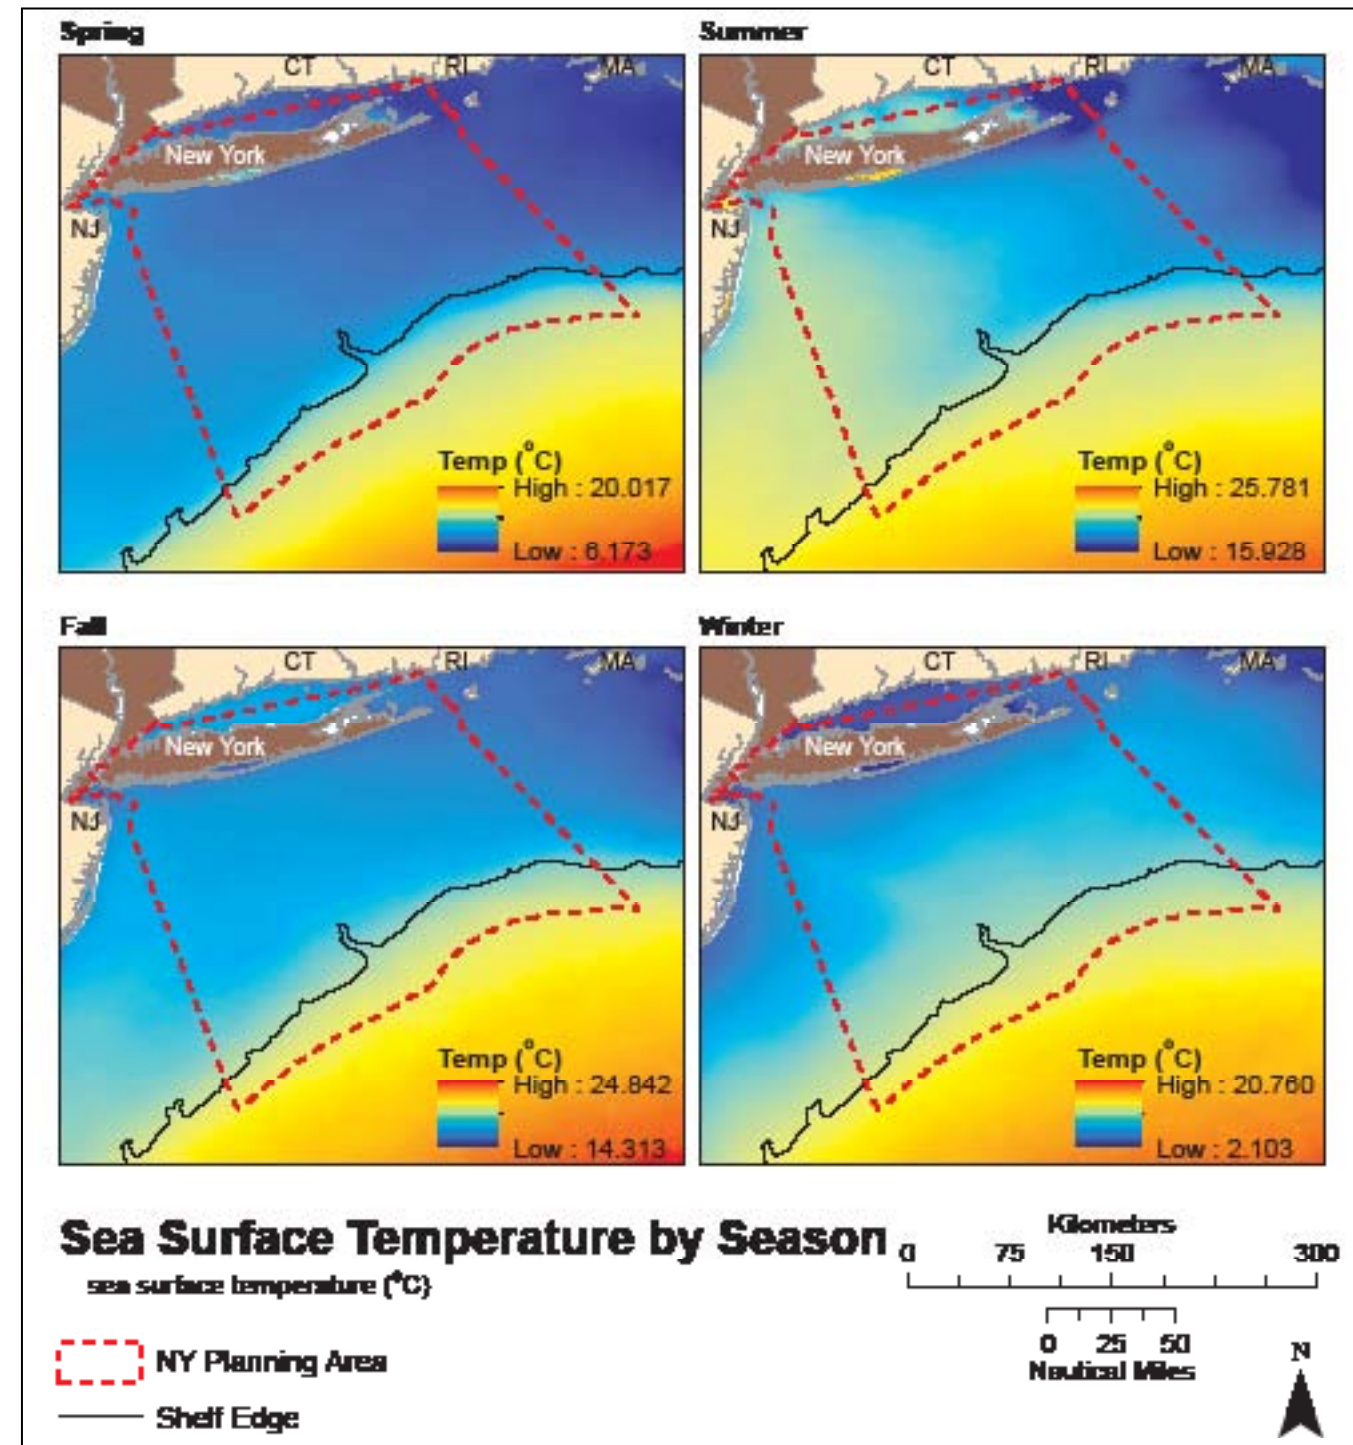 Spring
CT RI MA
New York
NJ
Temp (°C)
High : 20.017
Low : 6.173
Summer
CT RI MA
New York
NJ
Temp (°C)
High : 25.781
Low : 15.928
Fall
CT RI MA
New York
NJ
Temp (°C)
High : 24.842
Low : 14.313
Winter
CT RI MA
New York
NJ
Temp (°C)
High : 20.760
Low : 2.103
Sea Surface Temperature by Season
sea surface temperature (°C)
NY Planning Area
Shelf Edge
Kilometers
0 75 150 300
0 25 50
Nautical Miles
N